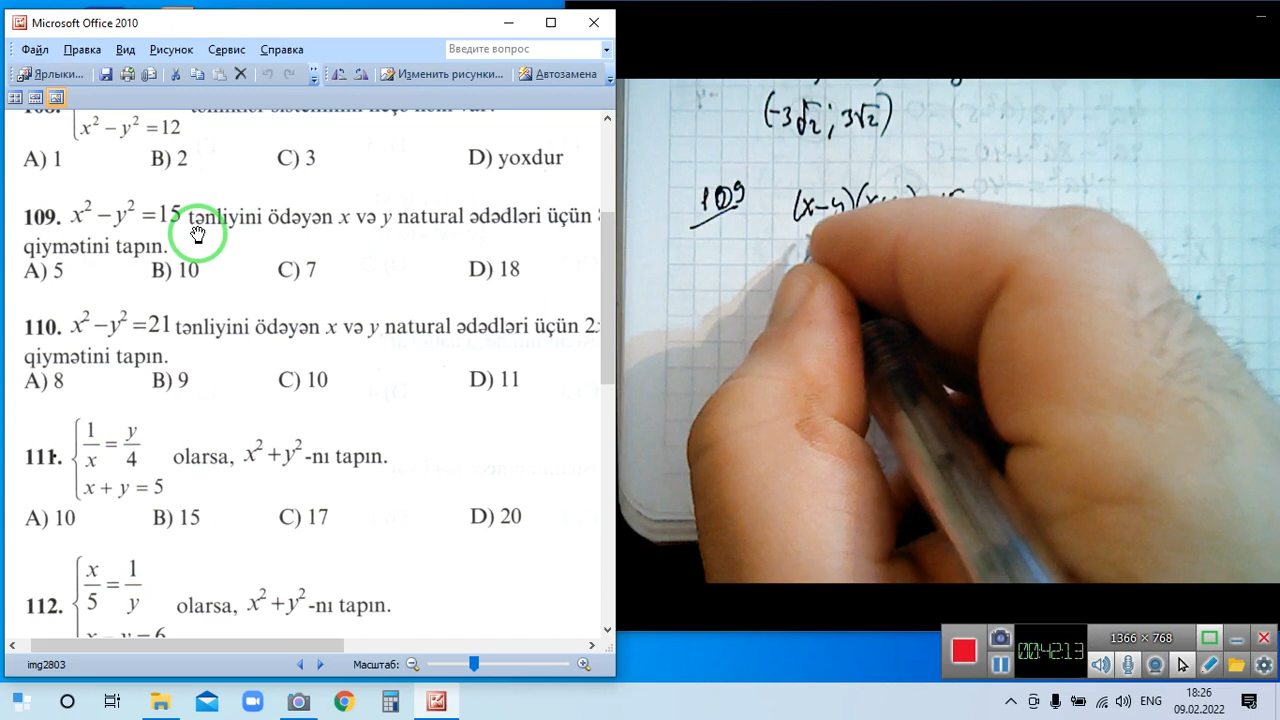 Microsoft Office 2010
Файл Правка Вид Рисунок Сервис Справка
Введите вопрос
Ярлыки... Изменить рисунки... Автозамена
x² − y² = 12
A) 1 B) 2 C) 3 D) yoxdur
109. x² − y² = 15 tənliyini ödəyən x və y natural ədədləri üçün
qiymətini tapın.
A) 5 B) 10 C) 7 D) 18
110. x² − y² = 21 tənliyini ödəyən x və y natural ədədləri üçün 2
qiymətini tapın.
A) 8 B) 9 C) 10 D) 11
111. { 1/x = y/4
x + y = 5 olarsa, x² + y² -nı tapın.
A) 10 B) 15 C) 17 D) 20
112. { x/5 = 1/y
x − y = 6 olarsa, x² + y² -nı tapın.
img2803
Масштаб:
(-3√2; 3√2)
109 (x−y)(x
1366 × 768
00:42:13
ENG
18:26
09.02.2022